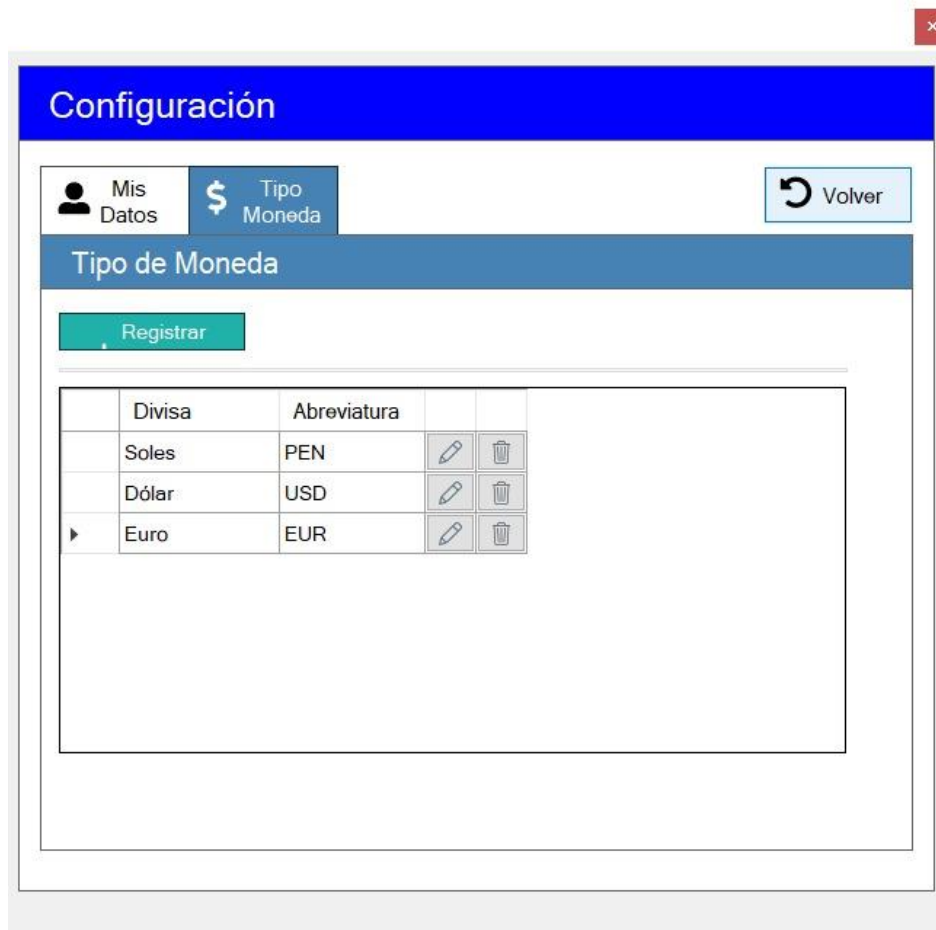 Configuración
Mis
Datos
Tipo
Moneda
Volver
Tipo de Moneda
Registrar
Divisa Abreviatura
Soles PEN
Dólar USD
Euro EUR